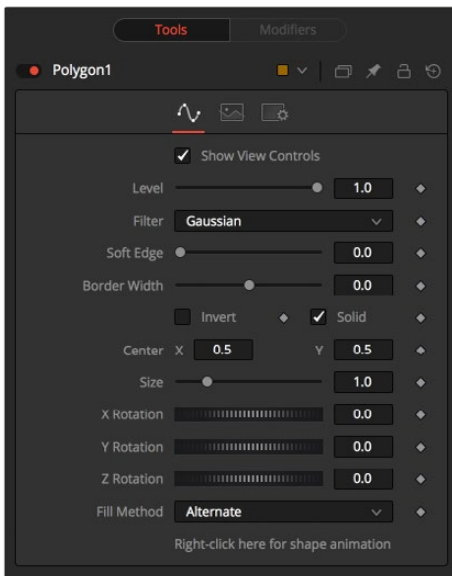 Tools Modifiers
Polygon1
Show View Controls
Level 1.0
Filter Gaussian
Soft Edge 0.0
Border Width 0.0
Invert Solid
Center X 0.5 Y 0.5
Size 1.0
X Rotation 0.0
Y Rotation 0.0
Z Rotation 0.0
Fill Method Alternate
Right-click here for shape animation